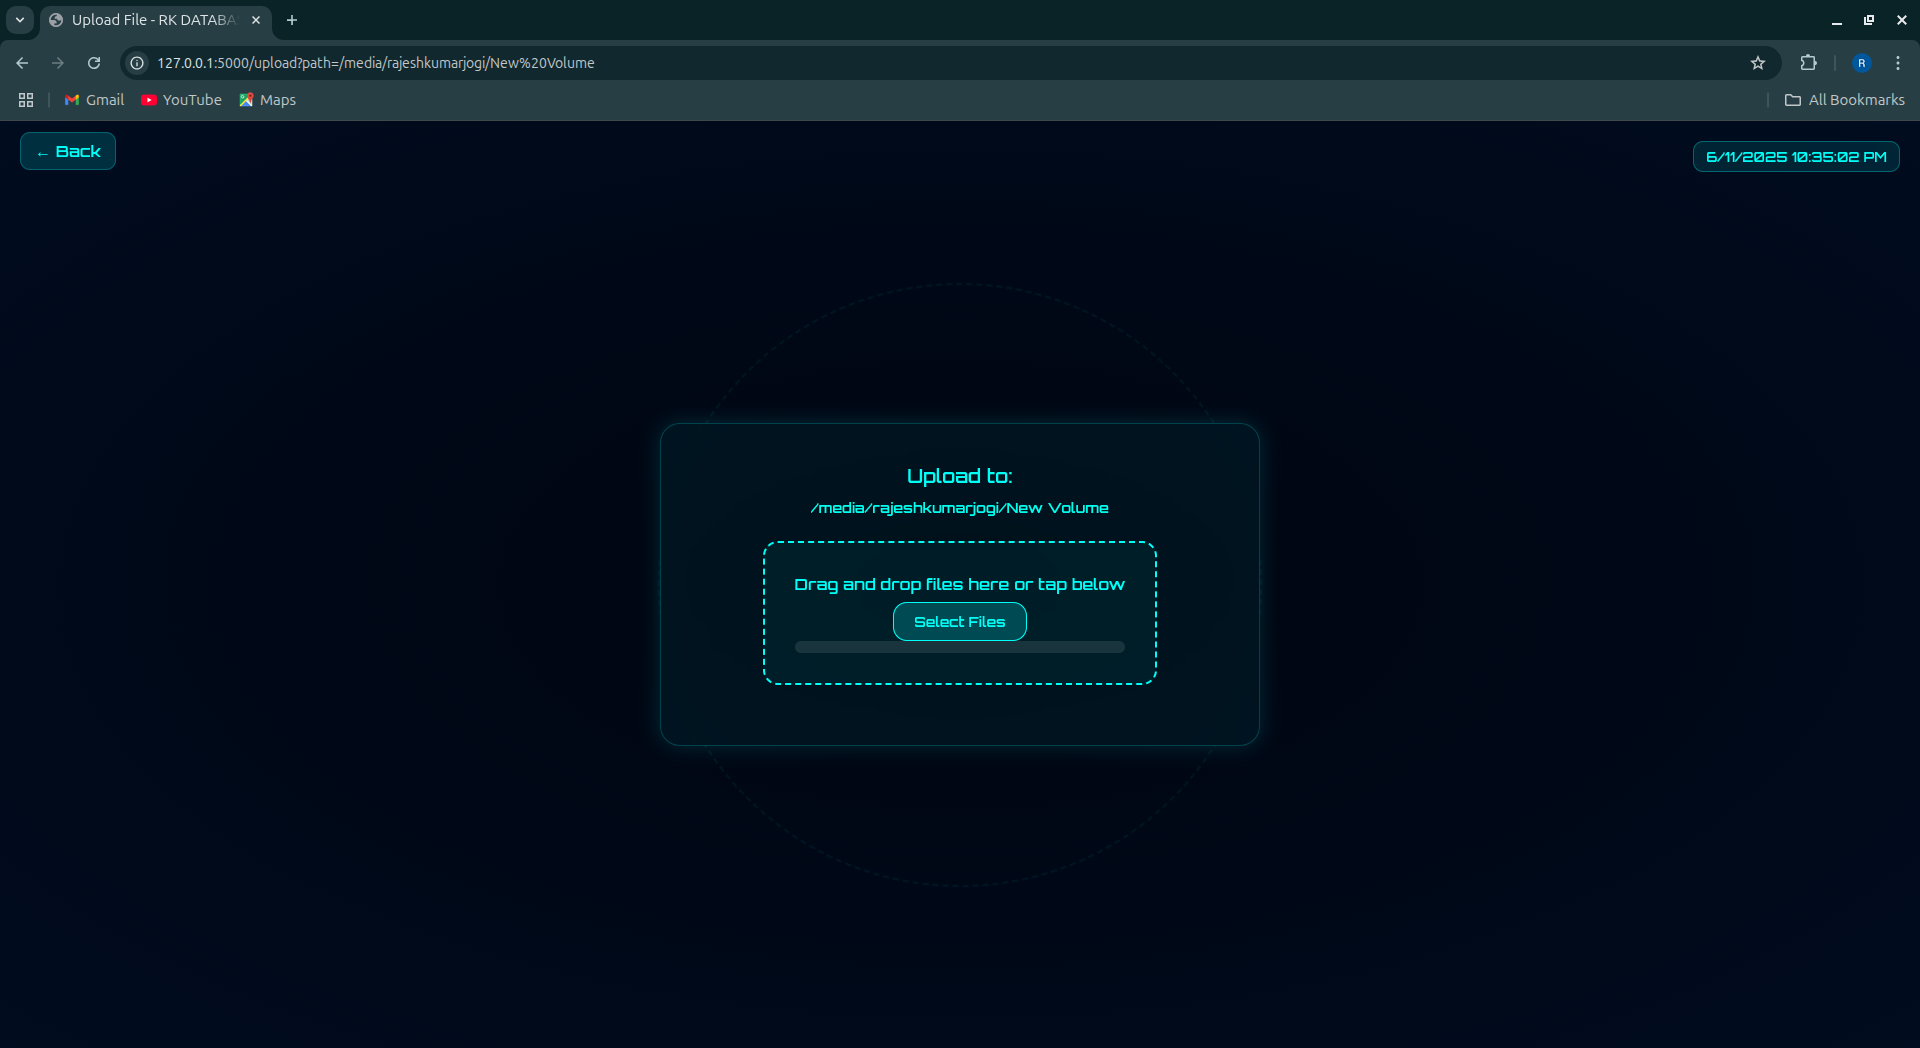 Upload File - RK DATABA
127.0.0.1:5000/upload?path=/media/rajeshkumarjogi/New%20Volume
R
Gmail
YouTube
Maps
All Bookmarks
← Back
6/11/2025 10:35:02 PM
Upload to:
/media/rajeshkumarjogi/New Volume
Drag and drop files here or tap below
Select Files